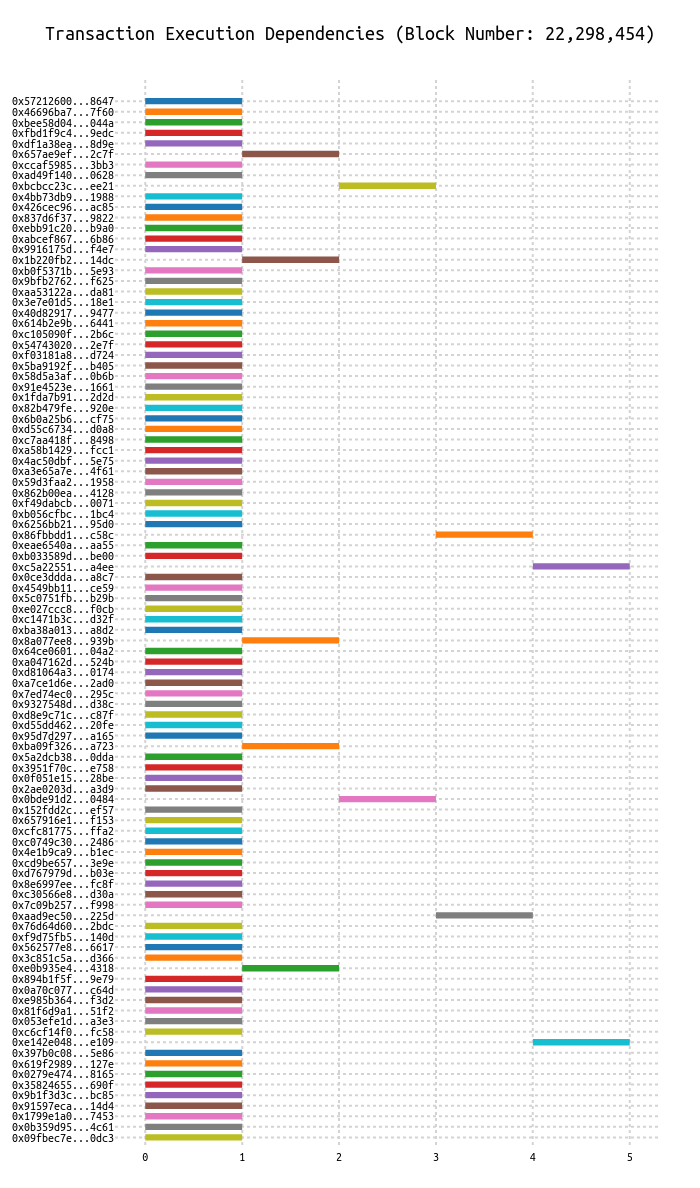 Transaction Execution Dependencies (Block Number: 22,298,454)
0x57212600...8647
0x46696ba7...7f60
0xbee58d04...044a
0xfbd1f9c4...9edc
0xdf1a38ea...8d9e
0x657ae9ef...2c7f
0xccaf5985...3bb3
0xad49f140...0628
0xbcbcc23c...ee21
0x4bb73db9...1988
0x426cec96...ac85
0x837d6f37...9822
0xebb91c20...b9a0
0xabcef867...6b86
0x9916175d...f4e7
0x1b220fb2...14dc
0xb0f5371b...5e93
0x9bfb2762...f625
0xaa53122a...da81
0x3e7e01d5...18e1
0x40d82917...9477
0x614b2e9b...6441
0xc105090f...2b6c
0x54743020...2e7f
0xf03181a8...d724
0x5ba9192f...b405
0x58d5a3af...0b6b
0x91e4523e...1661
0x1fda7b91...2d2d
0x82b479fe...920e
0x6b0a25b6...cf75
0xd55c6734...d0a8
0xc7aa418f...8498
0xa58b1429...fcc1
0x4ac50dbf...5e75
0xa3e65a7e...4f61
0x59d3faa2...1958
0x862b00ea...4128
0xf49dabcb...0071
0xb056cfbc...1bc4
0x6256bb21...95d0
0x86fbbdd1...c58c
0xeae6540a...aa55
0xb033589d...be00
0xc5a22551...a4ee
0x0ce3ddda...a8c7
0x4549bb11...ce59
0x5c0751fb...b29b
0xe027ccc8...f0cb
0xc1471b3c...d32f
0xba38a013...a8d2
0x8a077ee8...939b
0x64ce0601...04a2
0xa047162d...524b
0xd81064a3...0174
0xa7ce1d6e...2ad0
0x7ed74ec0...295c
0x9327548d...d38c
0xd8e9c71c...c87f
0xd55dd462...20fe
0x95d7d297...a165
0xba09f326...a723
0x5a2dcb38...0dda
0x3951f70c...e758
0x0f051e15...28be
0x2ae0203d...a3d9
0x0bde91d2...0484
0x152fdd2c...ef57
0x657916e1...f153
0xcfc81775...ffa2
0xc0749c30...2486
0x4e1b9ca9...b1ec
0xcd9be657...3e9e
0xd767979d...b03e
0x8e6997ee...fc8f
0xc30566e8...d30a
0x7c09b257...f998
0xaad9ec50...225d
0x76d64d60...2bdc
0xf9d75fb5...140d
0x562577e8...6617
0x3c851c5a...d366
0xe0b935e4...4318
0x894b1f5f...9e79
0x0a70c077...c64d
0xe985b364...f3d2
0x81f6d9a1...51f2
0x053efe1d...a3e3
0xc6cf14f0...fc58
0xe142e048...e109
0x397b0c08...5e86
0x619f2989...127e
0x0279e474...8165
0x35824655...690f
0x9b1f3d3c...bc85
0x91597eca...14d4
0x1799e1a0...7453
0x0b359d95...4c61
0x09fbec7e...0dc3
0 1 2 3 4 5